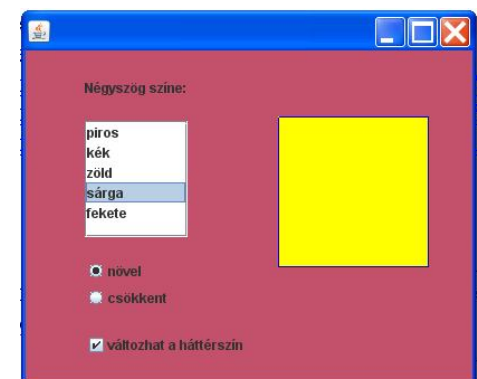 Négyszög színe:
piros
kék
zöld
sárga
fekete
növel
csökkent
változhat a háttérszín